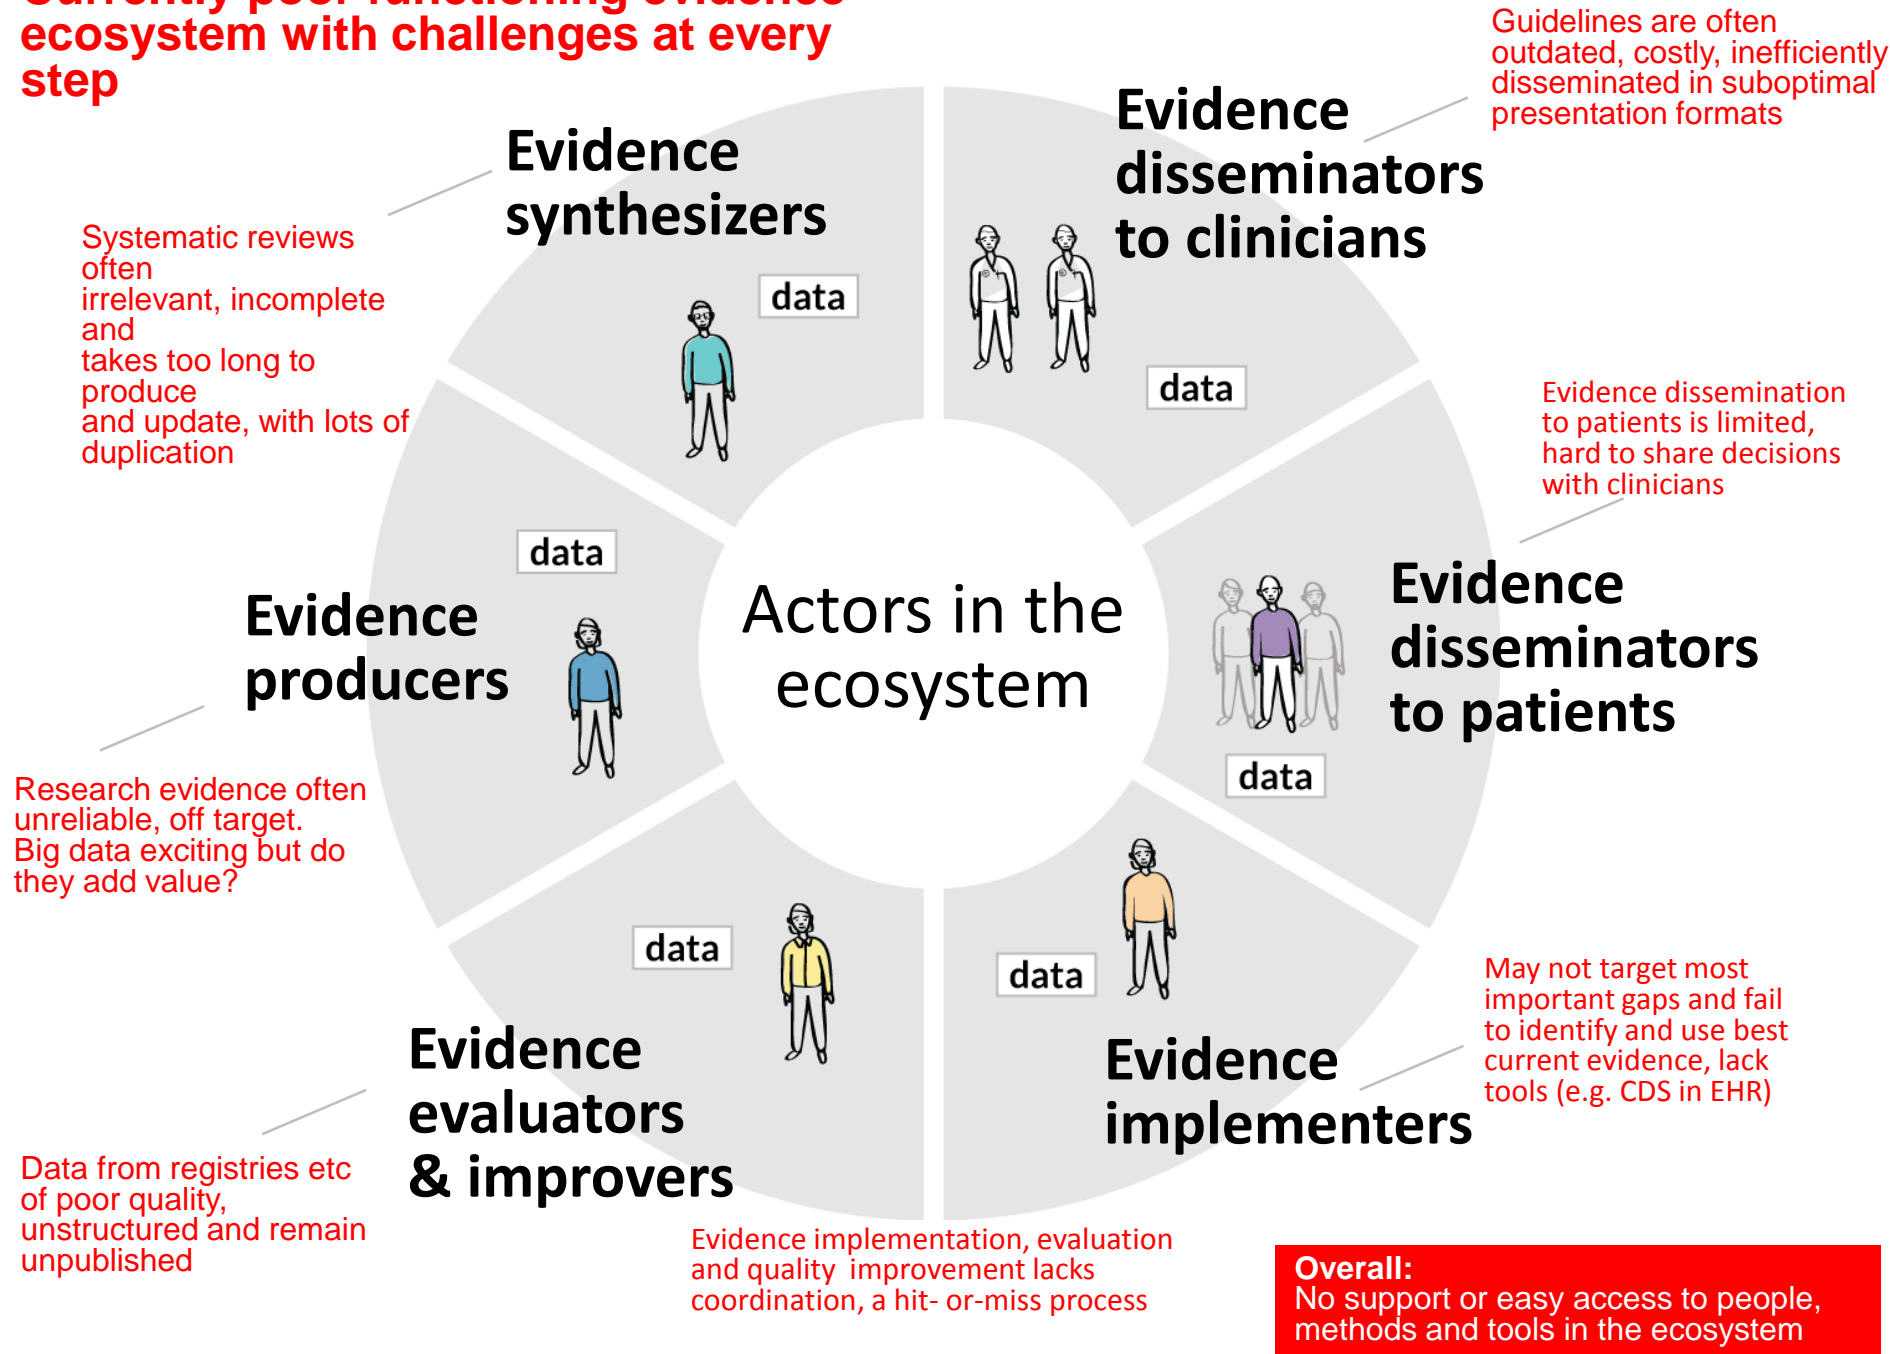 Currently poor functioning evidence
ecosystem with challenges at every
step
Guidelines are often
outdated, costly, inefficiently
disseminated in suboptimal
presentation formats
Evidence
synthesizers
Evidence
disseminators
to clinicians
Systematic reviews
often
irrelevant, incomplete
and
takes too long to
produce
and update, with lots of
duplication
data
data
Evidence dissemination
to patients is limited,
hard to share decisions
with clinicians
data
Evidence
producers
Actors in the
ecosystem
Evidence
disseminators
to patients
data
Research evidence often
unreliable, off target.
Big data exciting but do
they add value?
data
data
May not target most
important gaps and fail
to identify and use best
current evidence, lack
tools (e.g. CDS in EHR)
Evidence
evaluators
& improvers
Evidence
implementers
Data from registries etc
of poor quality,
unstructured and remain
unpublished
Evidence implementation, evaluation
and quality  improvement lacks
coordination, a hit- or-miss process
Overall:
No support or easy access to people,
methods and tools in the ecosystem